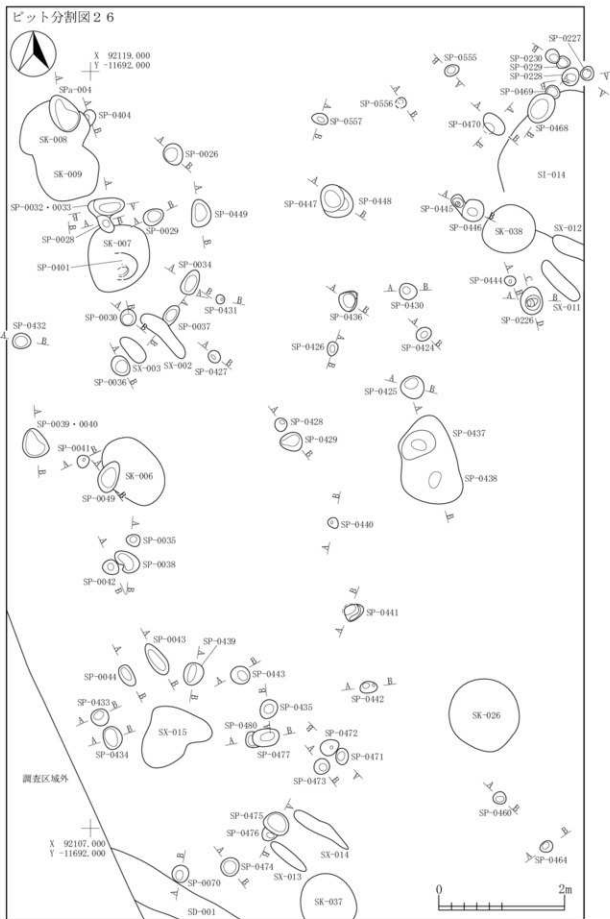 ピット分割図26
X 92119.000
Y -11692.000
SPa-004
SP-0404
SK-008
SK-009
SP-0026
SP-0032・0033
SP-0028
SP-0029
SK-007
SP-0401
SP-0449
SP-0034
SP-0431
SP-0030
SP-0037
SP-0432
SX-003
SX-002
SP-0427
SP-0036
SP-0039・0040
SP-0041
SK-006
SP-0049
SP-0035
SP-0038
SP-0042
SP-0555
SP-0556
SP-0557
SP-0227
SP-0230
SP-0229
SP-0228
SP-0469
SP-0470
SP-0468
SI-014
SP-0447
SP-0448
SP-0445
SP-0446
SK-038
SX-012
SP-0444
SX-011
SP-0226
SP-0436
SP-0430
SP-0426
SP-0424
SP-0425
SP-0428
SP-0429
SP-0437
SP-0438
SP-0440
SP-0441
SP-0043
SP-0439
SP-0044
SP-0443
SP-0442
SP-0433
SP-0435
SP-0434
SX-015
SP-0480
SP-0477
SP-0472
SP-0471
SP-0473
SK-026
調査区域外
SP-0460
SP-0464
SP-0475
SP-0476
SX-014
X 92107.000
Y -11692.000
SP-0474
SX-013
SP-0070
SD-001
SK-037
0
2m